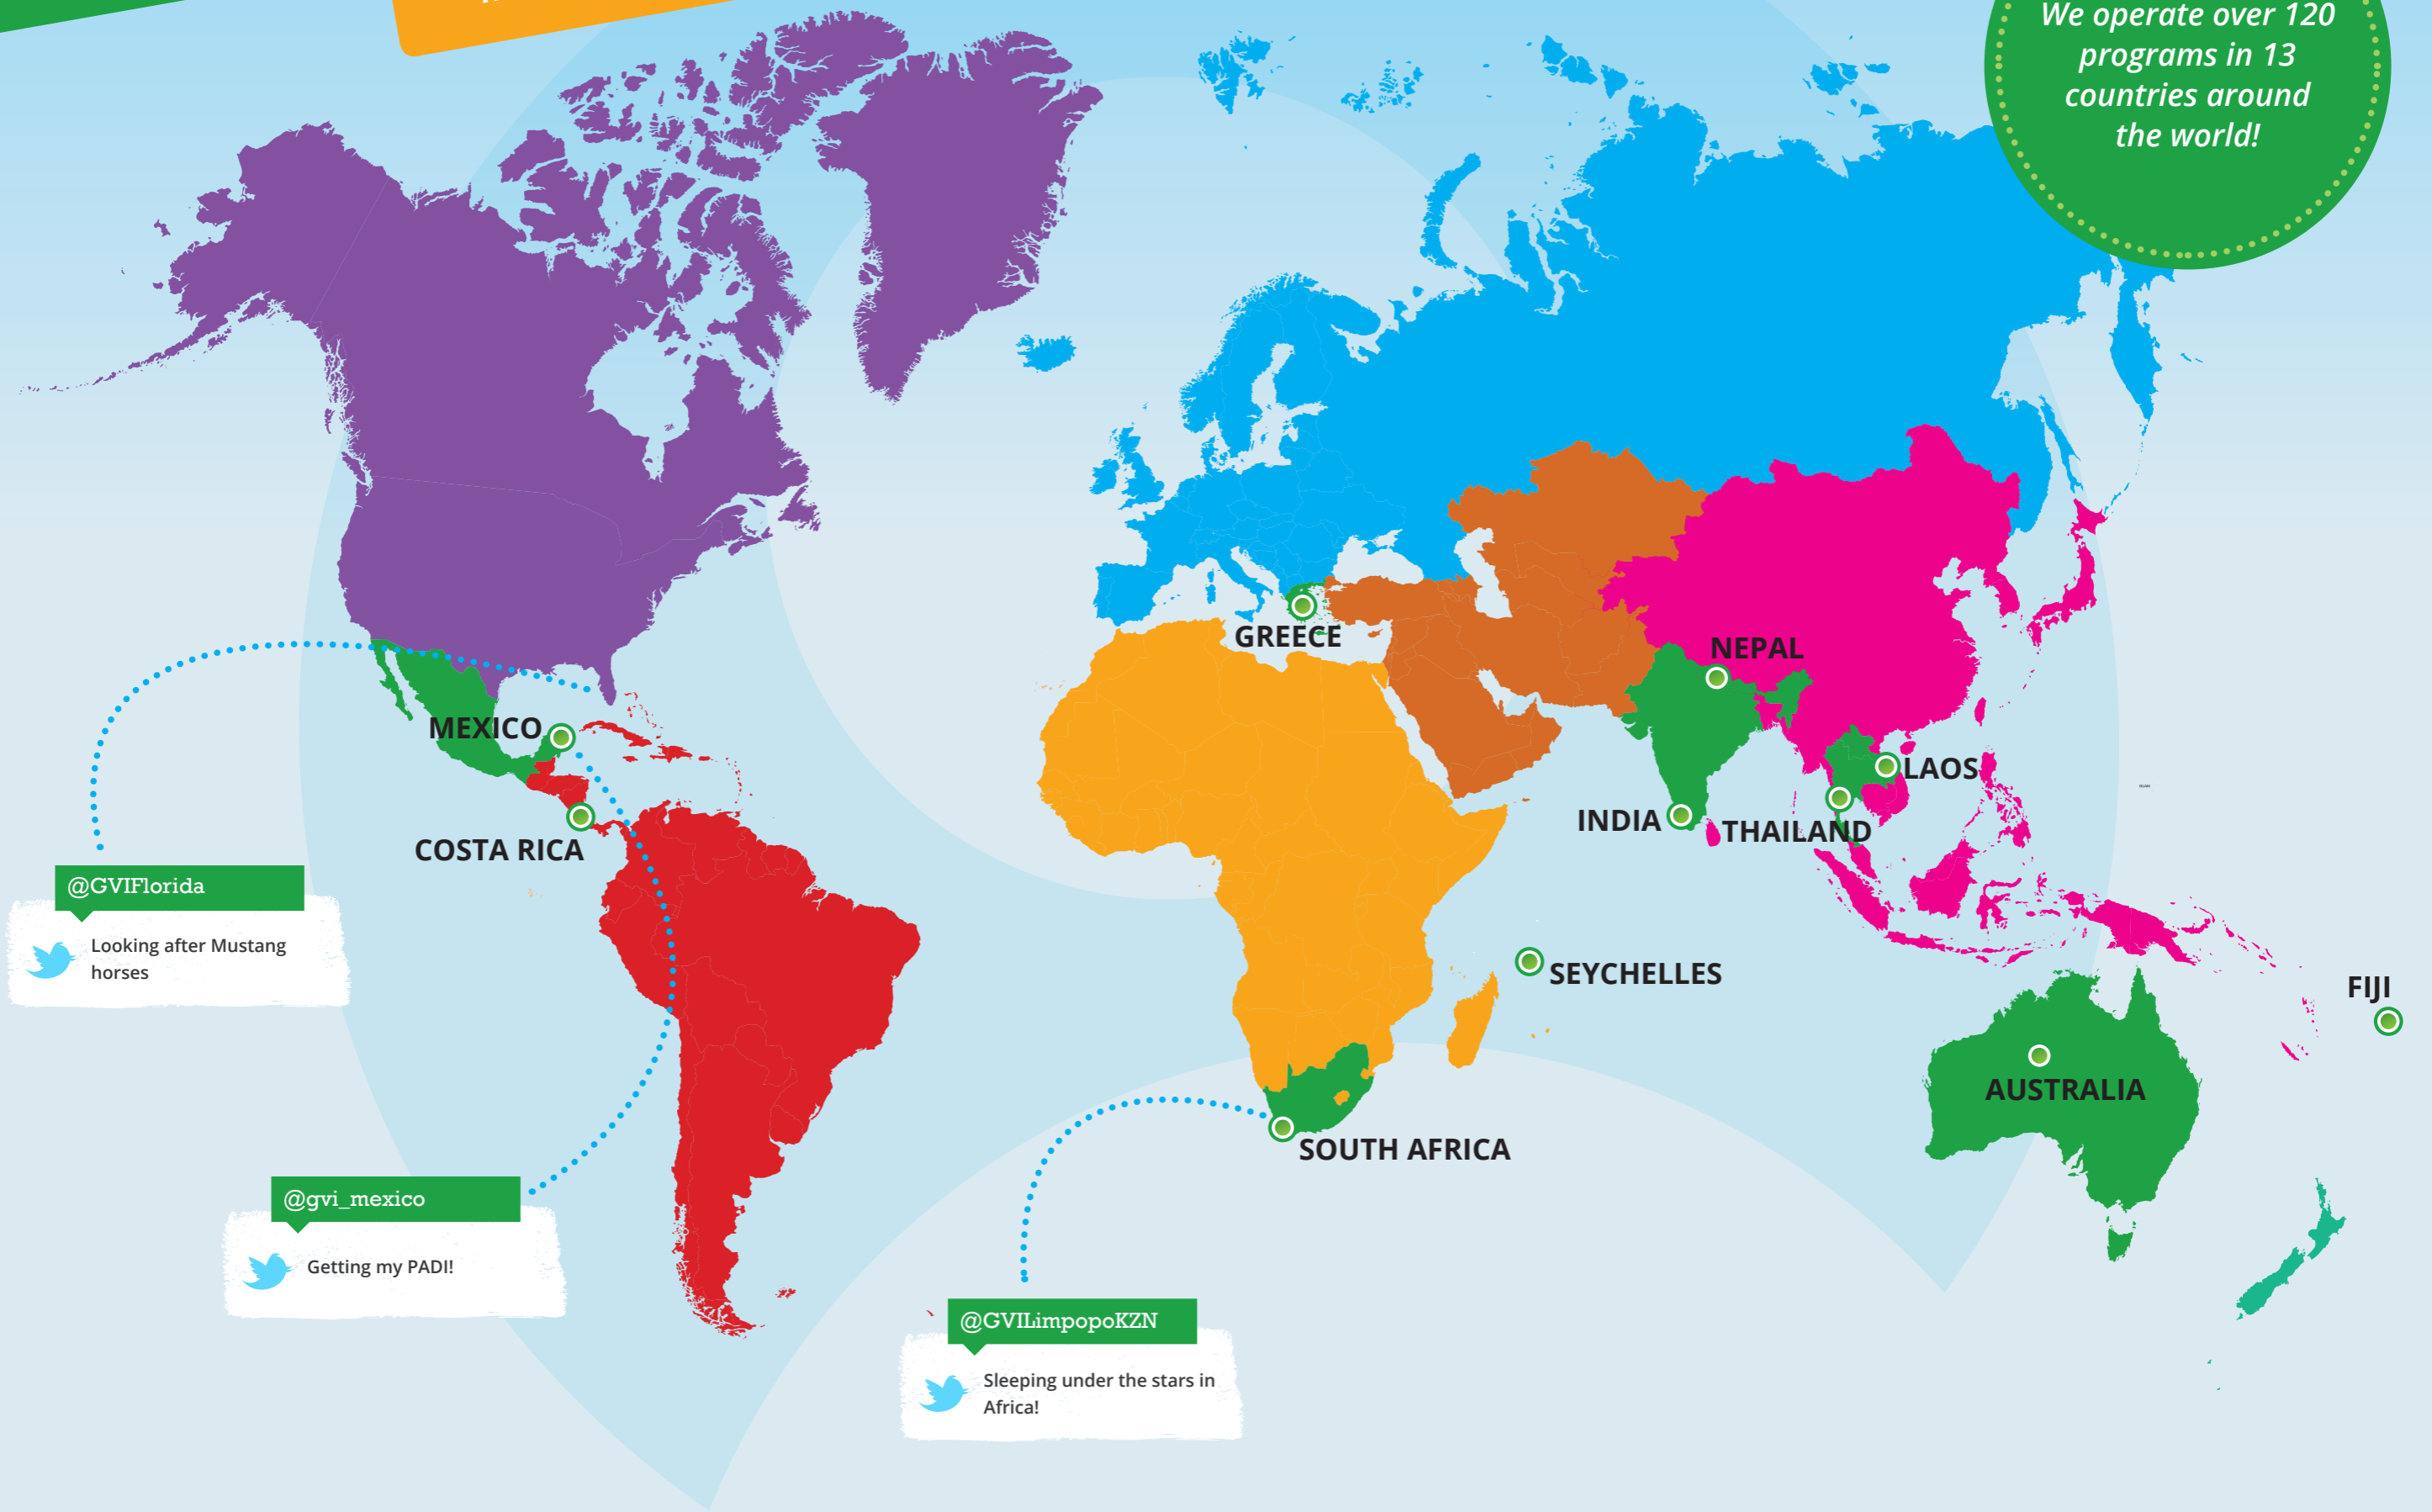 We operate over 120
programs in 13
countries around
the world!
GREECE
NEPAL
MEXICO
LAOS
INDIA
THAILAND
COSTA RICA
@GVIFlorida
Looking after Mustang
horses
SEYCHELLES
FIJI
AUSTRALIA
SOUTH AFRICA
@gvi_mexico
Getting my PADI!
@GVILimpopoKZN
Sleeping under the stars in
Africa!